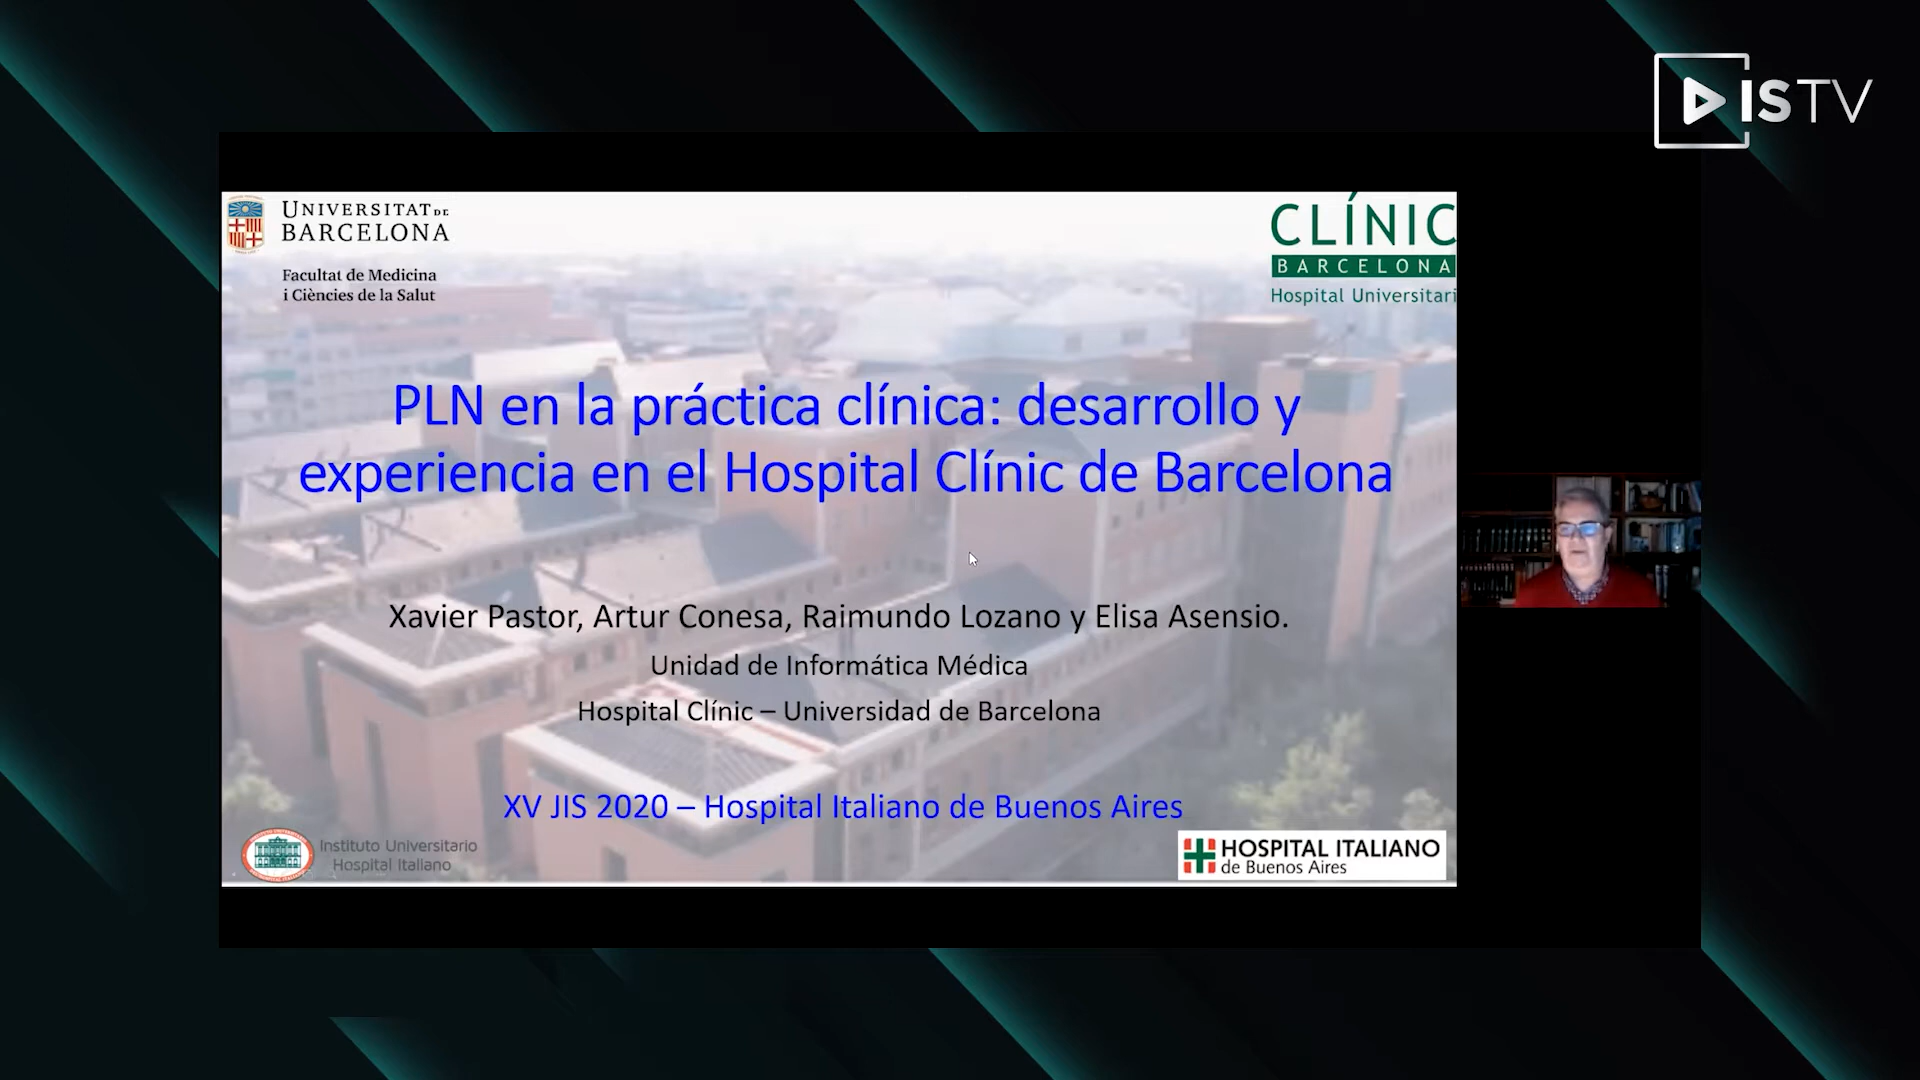 ISTV
UNIVERSITAT DE
BARCELONA
Facultat de Medicina
i Ciències de la Salut
CLÍNIC
BARCELONA
Hospital Universitari
PLN en la práctica clínica: desarrollo y
experiencia en el Hospital Clínic de Barcelona
Xavier Pastor, Artur Conesa, Raimundo Lozano y Elisa Asensio.
Unidad de Informática Médica
Hospital Clínic – Universidad de Barcelona
XV JIS 2020 – Hospital Italiano de Buenos Aires
Instituto Universitario
Hospital Italiano
HOSPITAL ITALIANO
de Buenos Aires